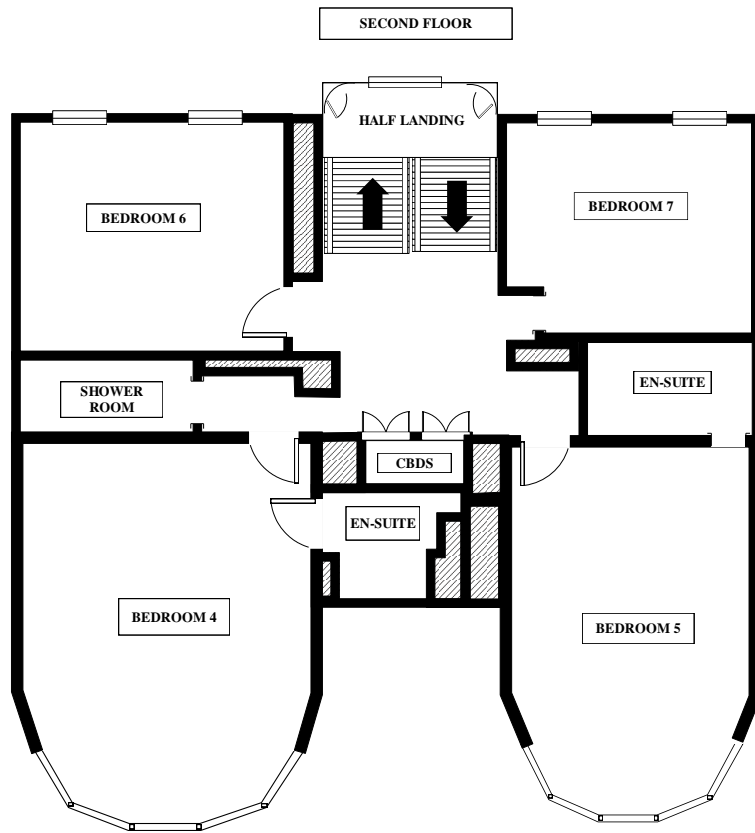 SECOND FLOOR
HALF LANDING
BEDROOM 6
BEDROOM 7
SHOWER
ROOM
EN-SUITE
CBDS
EN-SUITE
BEDROOM 4
BEDROOM 5